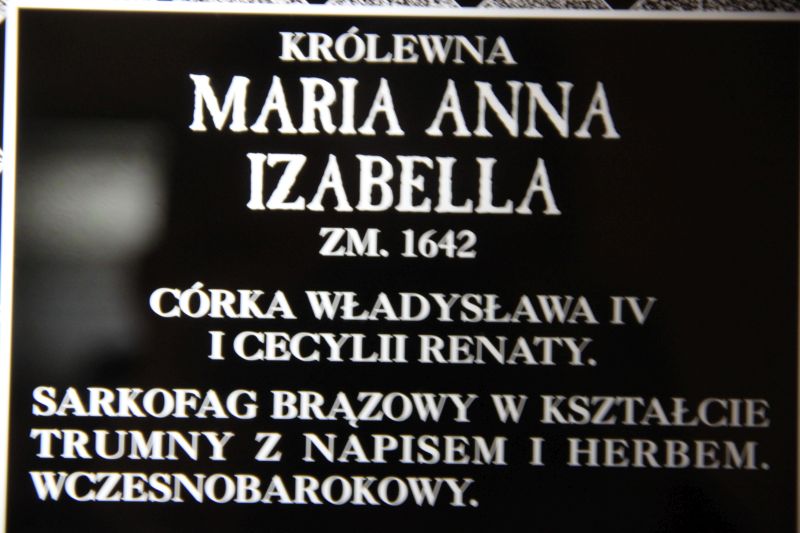 KRÓLEWNA
MARIA ANNA
IZABELLA
ZM. 1642
CÓRKA WŁADYSŁAWA IV
I CECYLII RENATY.
SARKOFAG BRĄZOWY W KSZTAŁCIE
TRUMNY Z NAPISEM I HERBEM.
WCZESNOBAROKOWY.